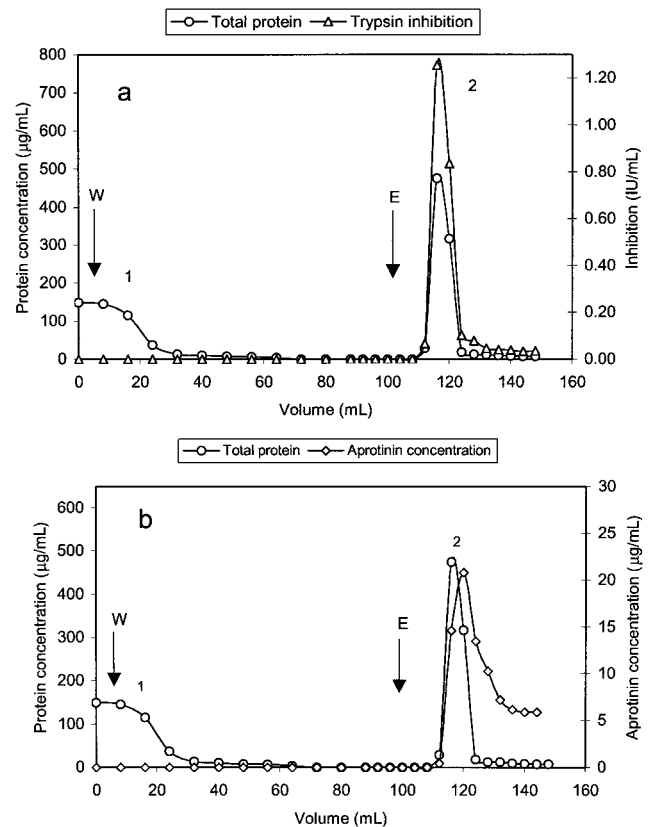 Total protein Trypsin inhibition
a
800
700
600
500
400
300
200
100
0
Protein concentration (µg/mL)
W
1
E
2
1.20
1.00
0.80
0.60
0.40
0.20
0.00
Inhibition (IU/mL)
0 20 40 60 80 100 120 140 160
Volume (mL)
Total protein Aprotinin concentration
b
600
500
400
300
200
100
0
Protein concentration (µg/mL)
W
1
E
2
30
25
20
15
10
5
0
Aprotinin concentration (µg/mL)
0 20 40 60 80 100 120 140 160
Volume (mL)